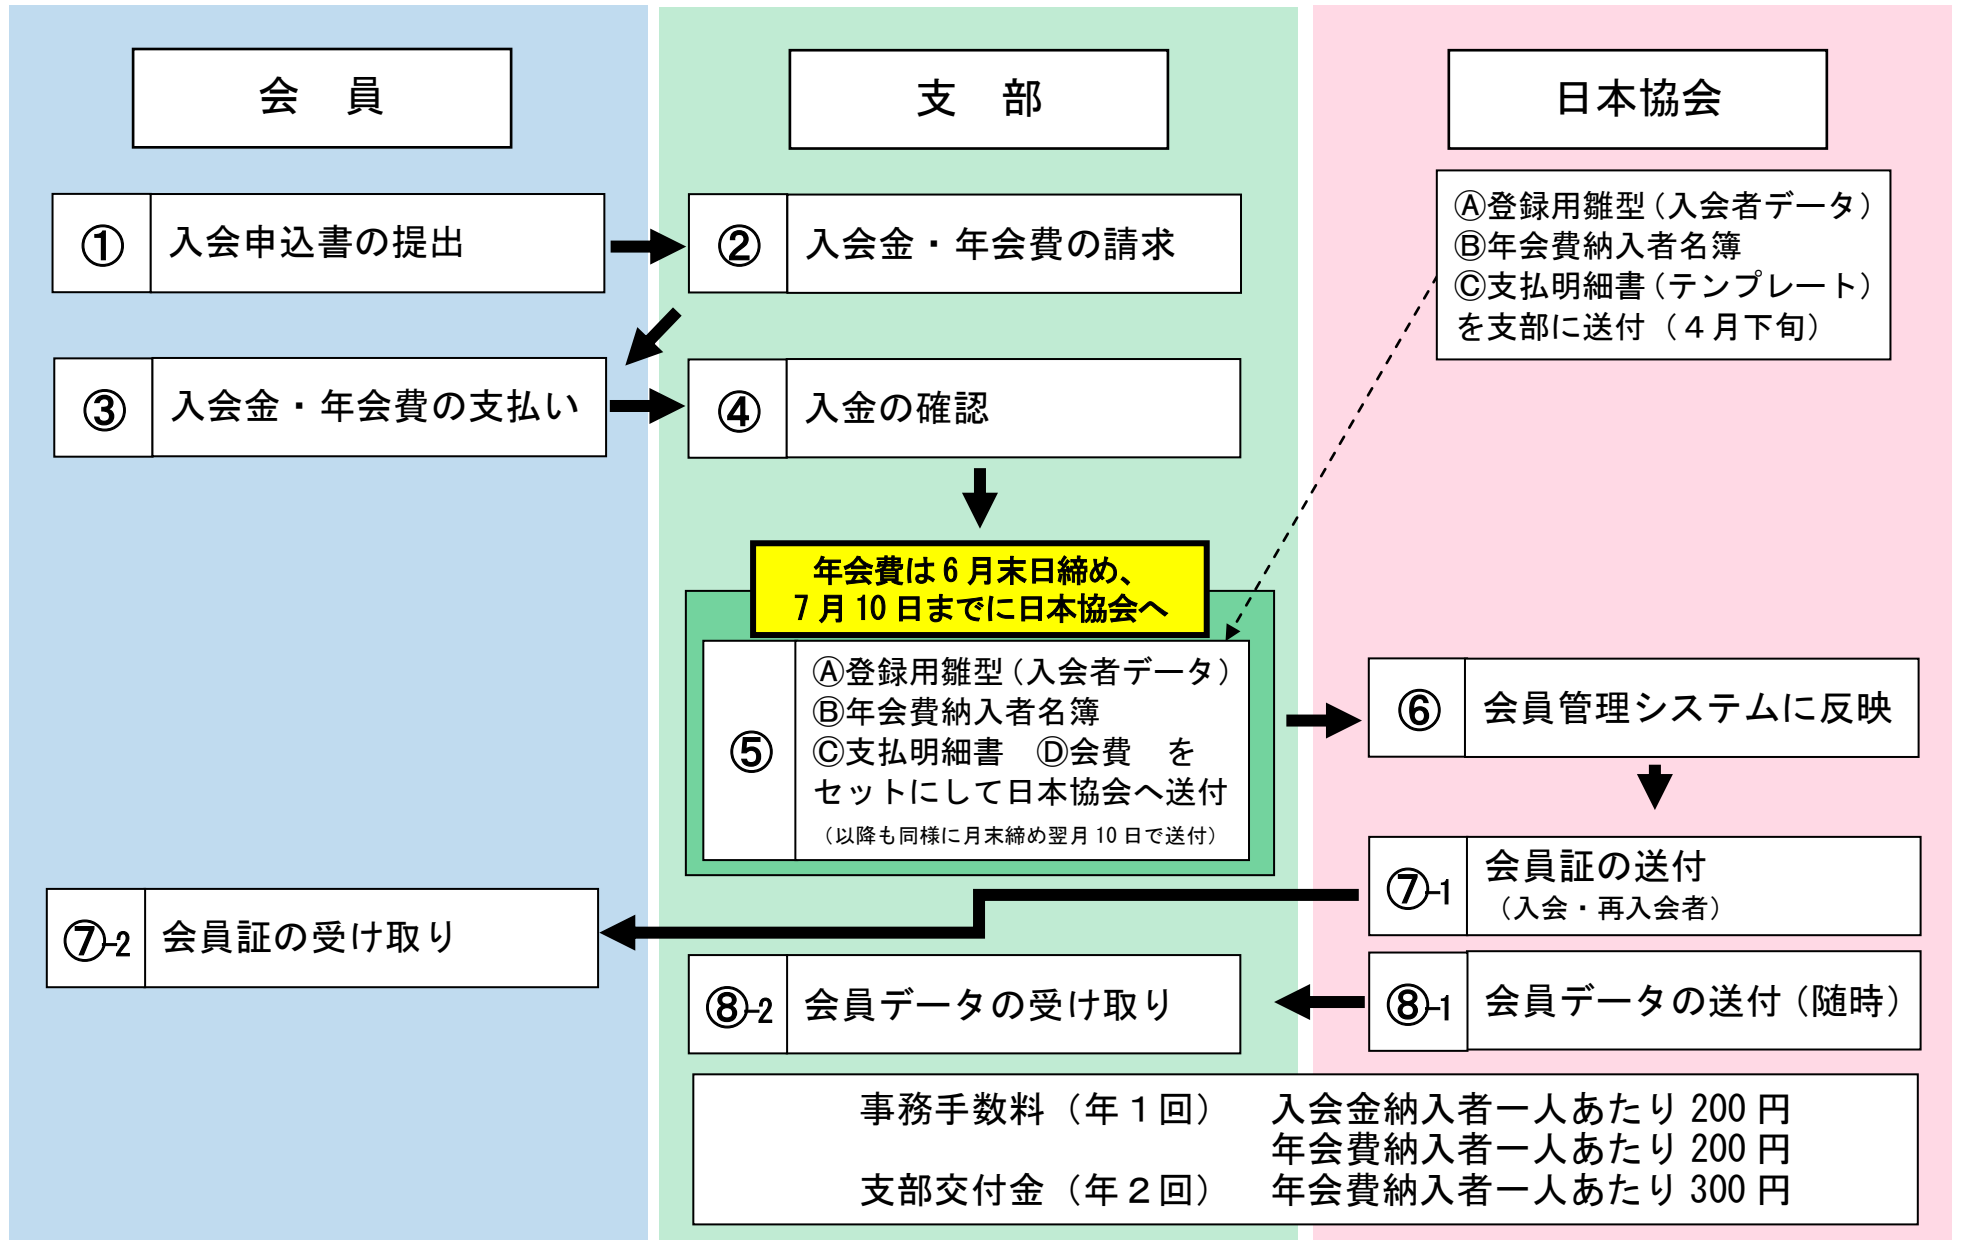 会　員
支　部
日本協会
① 入会申込書の提出
② 入会金・年会費の請求
Ⓐ登録用雛型（入会者データ）
Ⓑ年会費納入者名簿
Ⓒ支払明細書（テンプレート）
を支部に送付（４月下旬）
③ 入会金・年会費の支払い
④ 入金の確認
年会費は6月末日締め、
7月10日までに日本協会へ
⑤
Ⓐ登録用雛型（入会者データ）
Ⓑ年会費納入者名簿
Ⓒ支払明細書　Ⓓ会費　を
セットにして日本協会へ送付
（以降も同様に月末締め翌月10日で送付）
⑥ 会員管理システムに反映
⑦-1 会員証の送付
（入会・再入会者）
⑦-2 会員証の受け取り
⑧-1 会員データの送付（随時）
⑧-2 会員データの受け取り
事務手数料（年１回）　入会金納入者一人あたり200円
年会費納入者一人あたり200円
支部交付金（年２回）　年会費納入者一人あたり300円